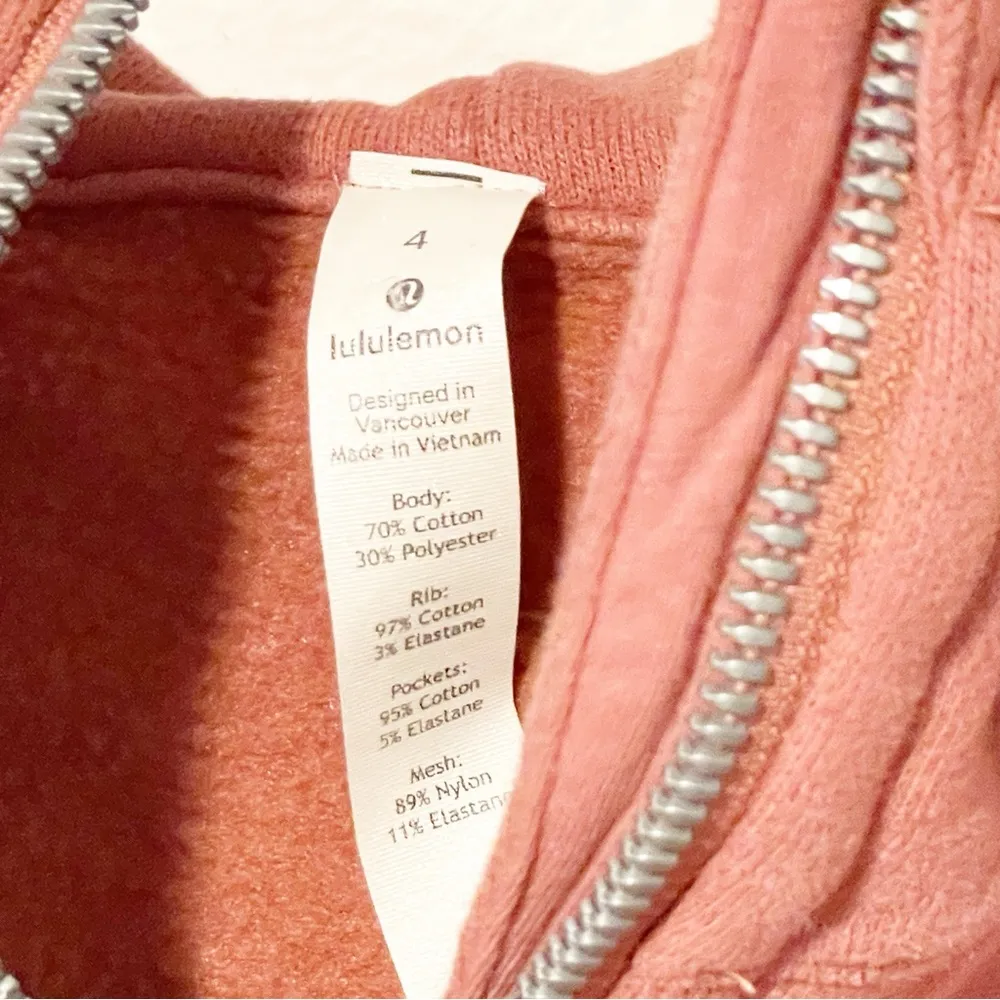 4
lululemon
Designed in
Vancouver
Made in Vietnam
Body:
70% Cotton
30% Polyester
Rib:
97% Cotton
3% Elastane
Pockets:
95% Cotton
5% Elastane
Mesh:
89% Nylon
11% Elastane